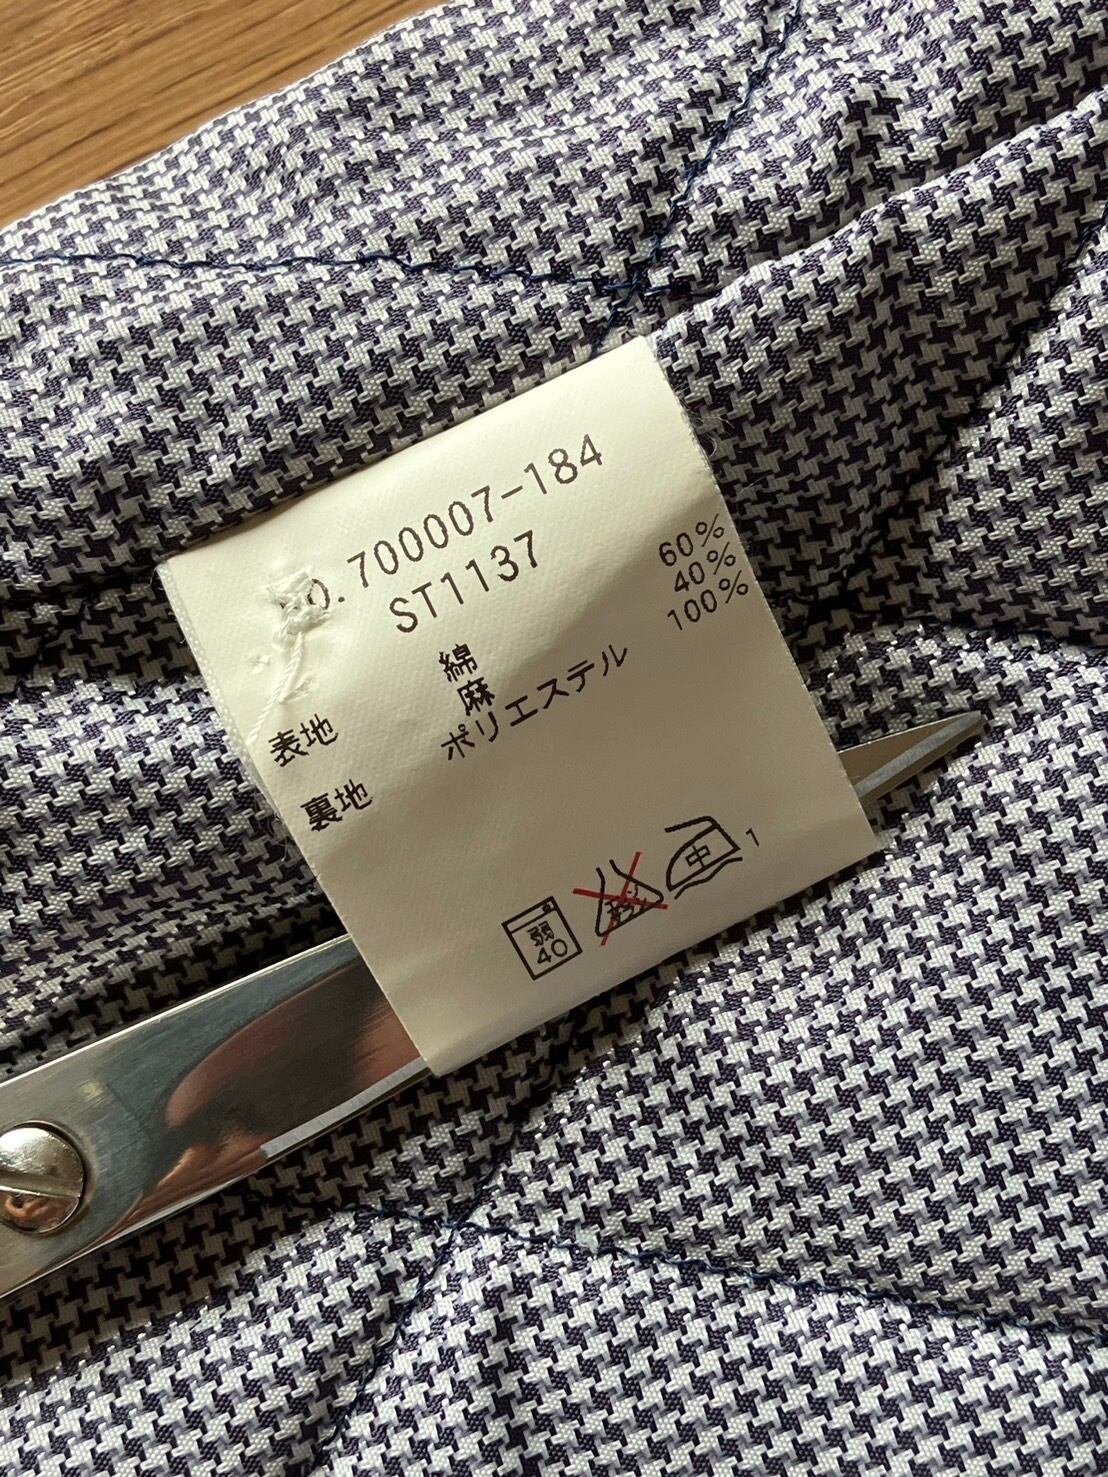 No. 700007-184
ST1137
表地 綿 60%
麻 40%
裏地 ポリエステル 100%
弱
40
中
1